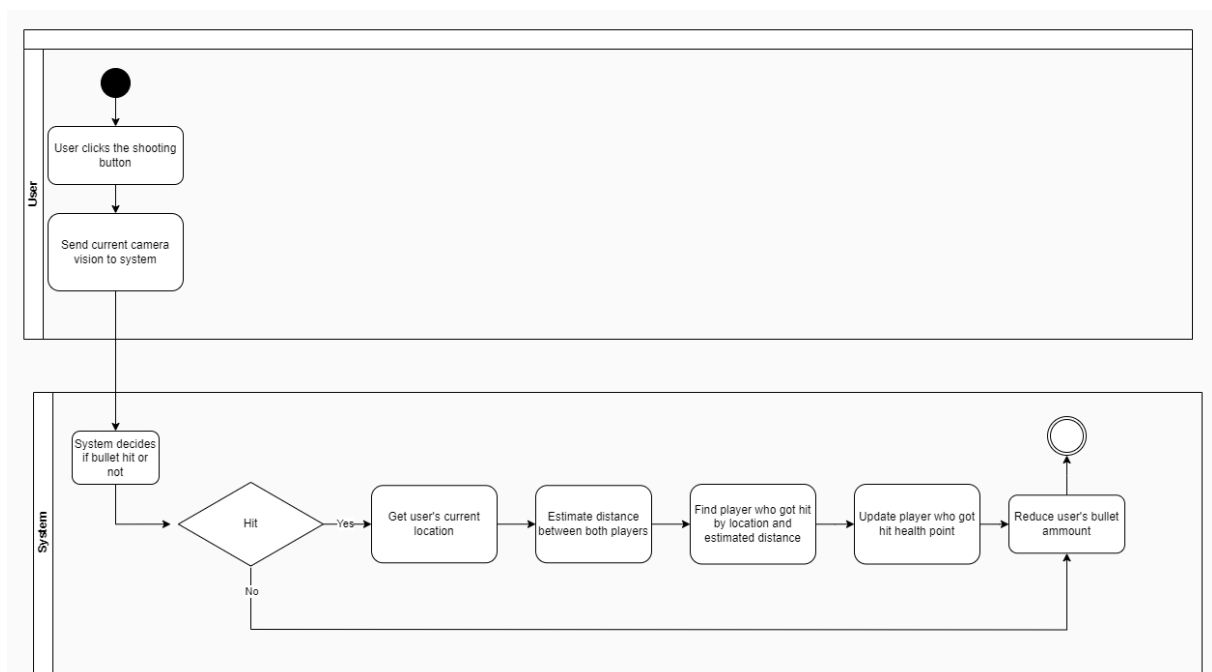 User
User clicks the shooting
button
Send current camera
vision to system
System
System decides
if bullet hit or
not
Hit
Yes
No
Get user's current
location
Estimate distance
between both players
Find player who got hit
by location and
estimated distance
Update player who got
hit health point
Reduce user's bullet
ammount